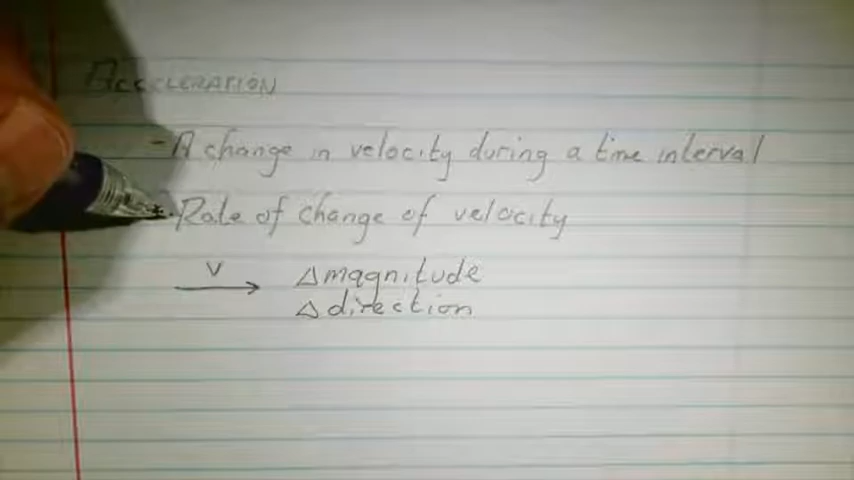 ACCELERATION
- A change in velocity during a time interval
- Rate of change of velocity
V Δ magnitude
Δ direction